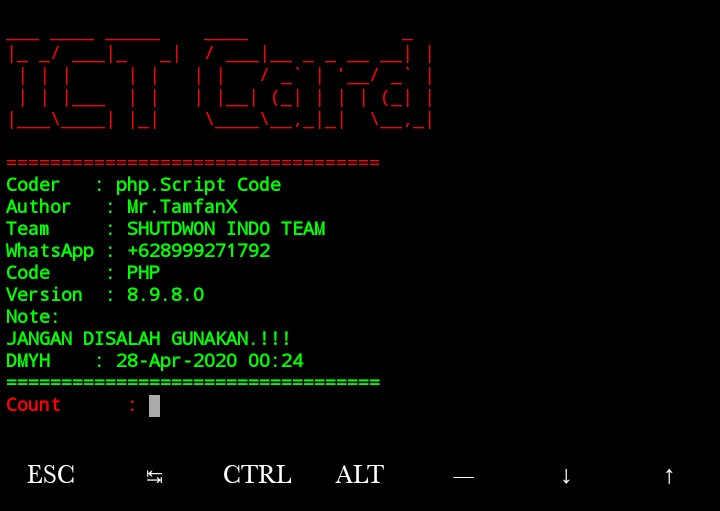 ICT Card
==================================
Coder   : php.Script Code
Author   : Mr.TamfanX
Team     : SHUTDWON INDO TEAM
WhatsApp : +628999271792
Code     : PHP
Version  : 8.9.8.0
Note:
JANGAN DISALAH GUNAKAN.!!!
DMYH    : 28-Apr-2020 00:24
==================================
Count      :
ESC ↹ CTRL ALT — ↓ ↑